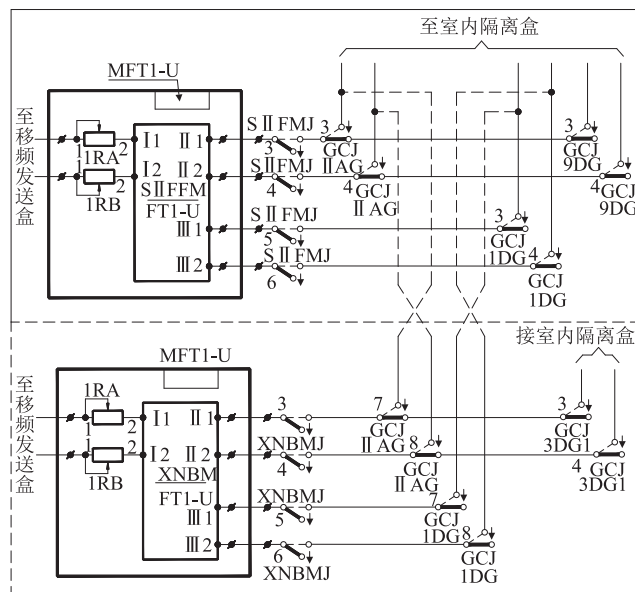 至室内隔离盒
MFT1-U
至移频发送盒
1 1RA 2
1 1RB 2
Ⅰ1 Ⅱ1
Ⅰ2 Ⅱ2
SⅡFFM
FT1-U
Ⅲ1
Ⅲ2
SⅡFMJ
3
SⅡFMJ
4
SⅡFMJ
5
SⅡFMJ
6
3
GCJ
ⅡAG
4 GCJ
ⅡAG
3
GCJ
9DG
4 GCJ
9DG
3
GCJ
1DG
4
GCJ
1DG
接室内隔离盒
MFT1-U
至移频发送盒
1RA
1 2
1 2
1RB
Ⅰ1 Ⅱ1
Ⅰ2 Ⅱ2
XNBM
FT1-U
Ⅲ1
Ⅲ2
3
XNBMJ
4
XNBMJ
5
6
XNBMJ
7
GCJ
ⅡAG
8
GCJ
ⅡAG
7
GCJ
1DG
8
GCJ
1DG
3
GCJ
3DG1
4 GCJ
3DG1